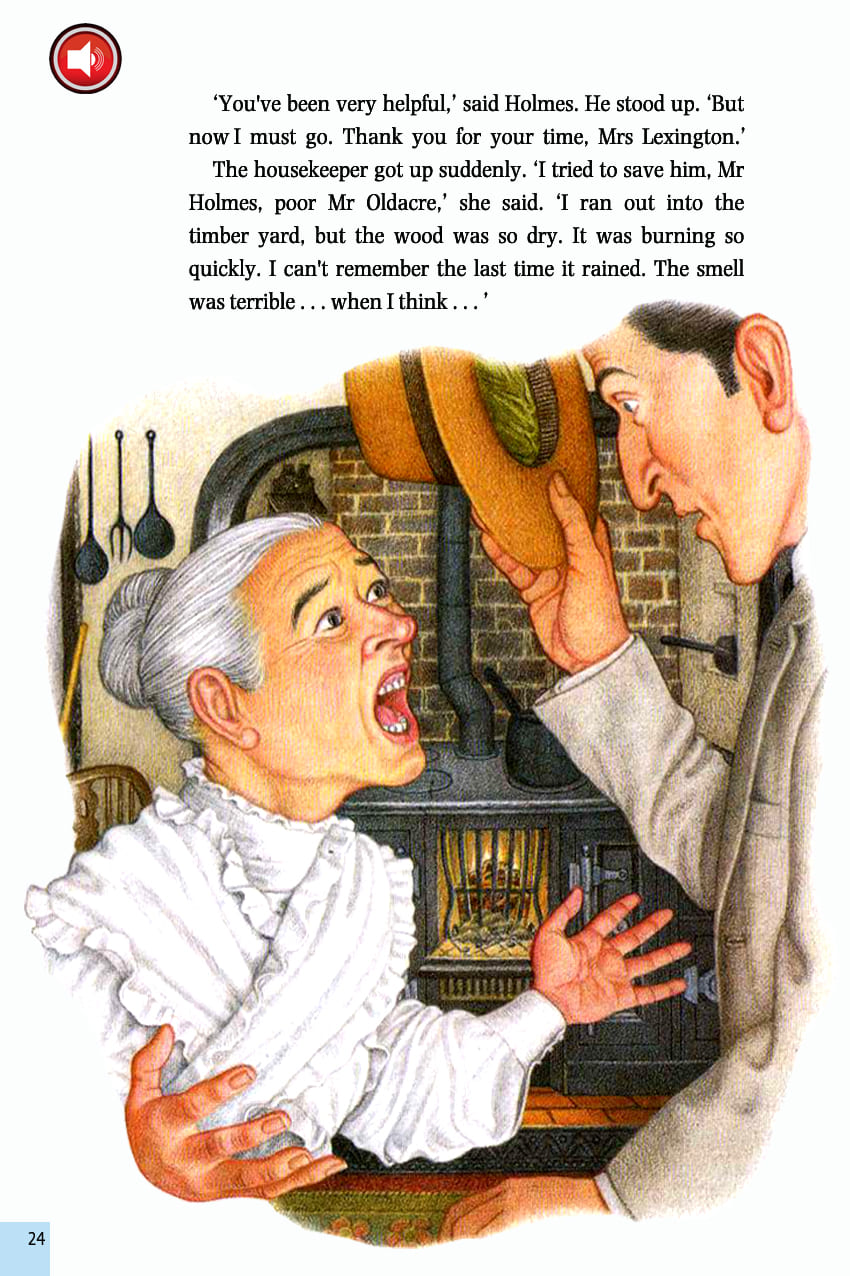 ‘You've been very helpful,’ said Holmes. He stood up. ‘But
now I must go. Thank you for your time, Mrs Lexington.’
The housekeeper got up suddenly. ‘I tried to save him, Mr
Holmes, poor Mr Oldacre,’ she said. ‘I ran out into the
timber yard, but the wood was so dry. It was burning so
quickly. I can't remember the last time it rained. The smell
was terrible . . . when I think . . . ’
24